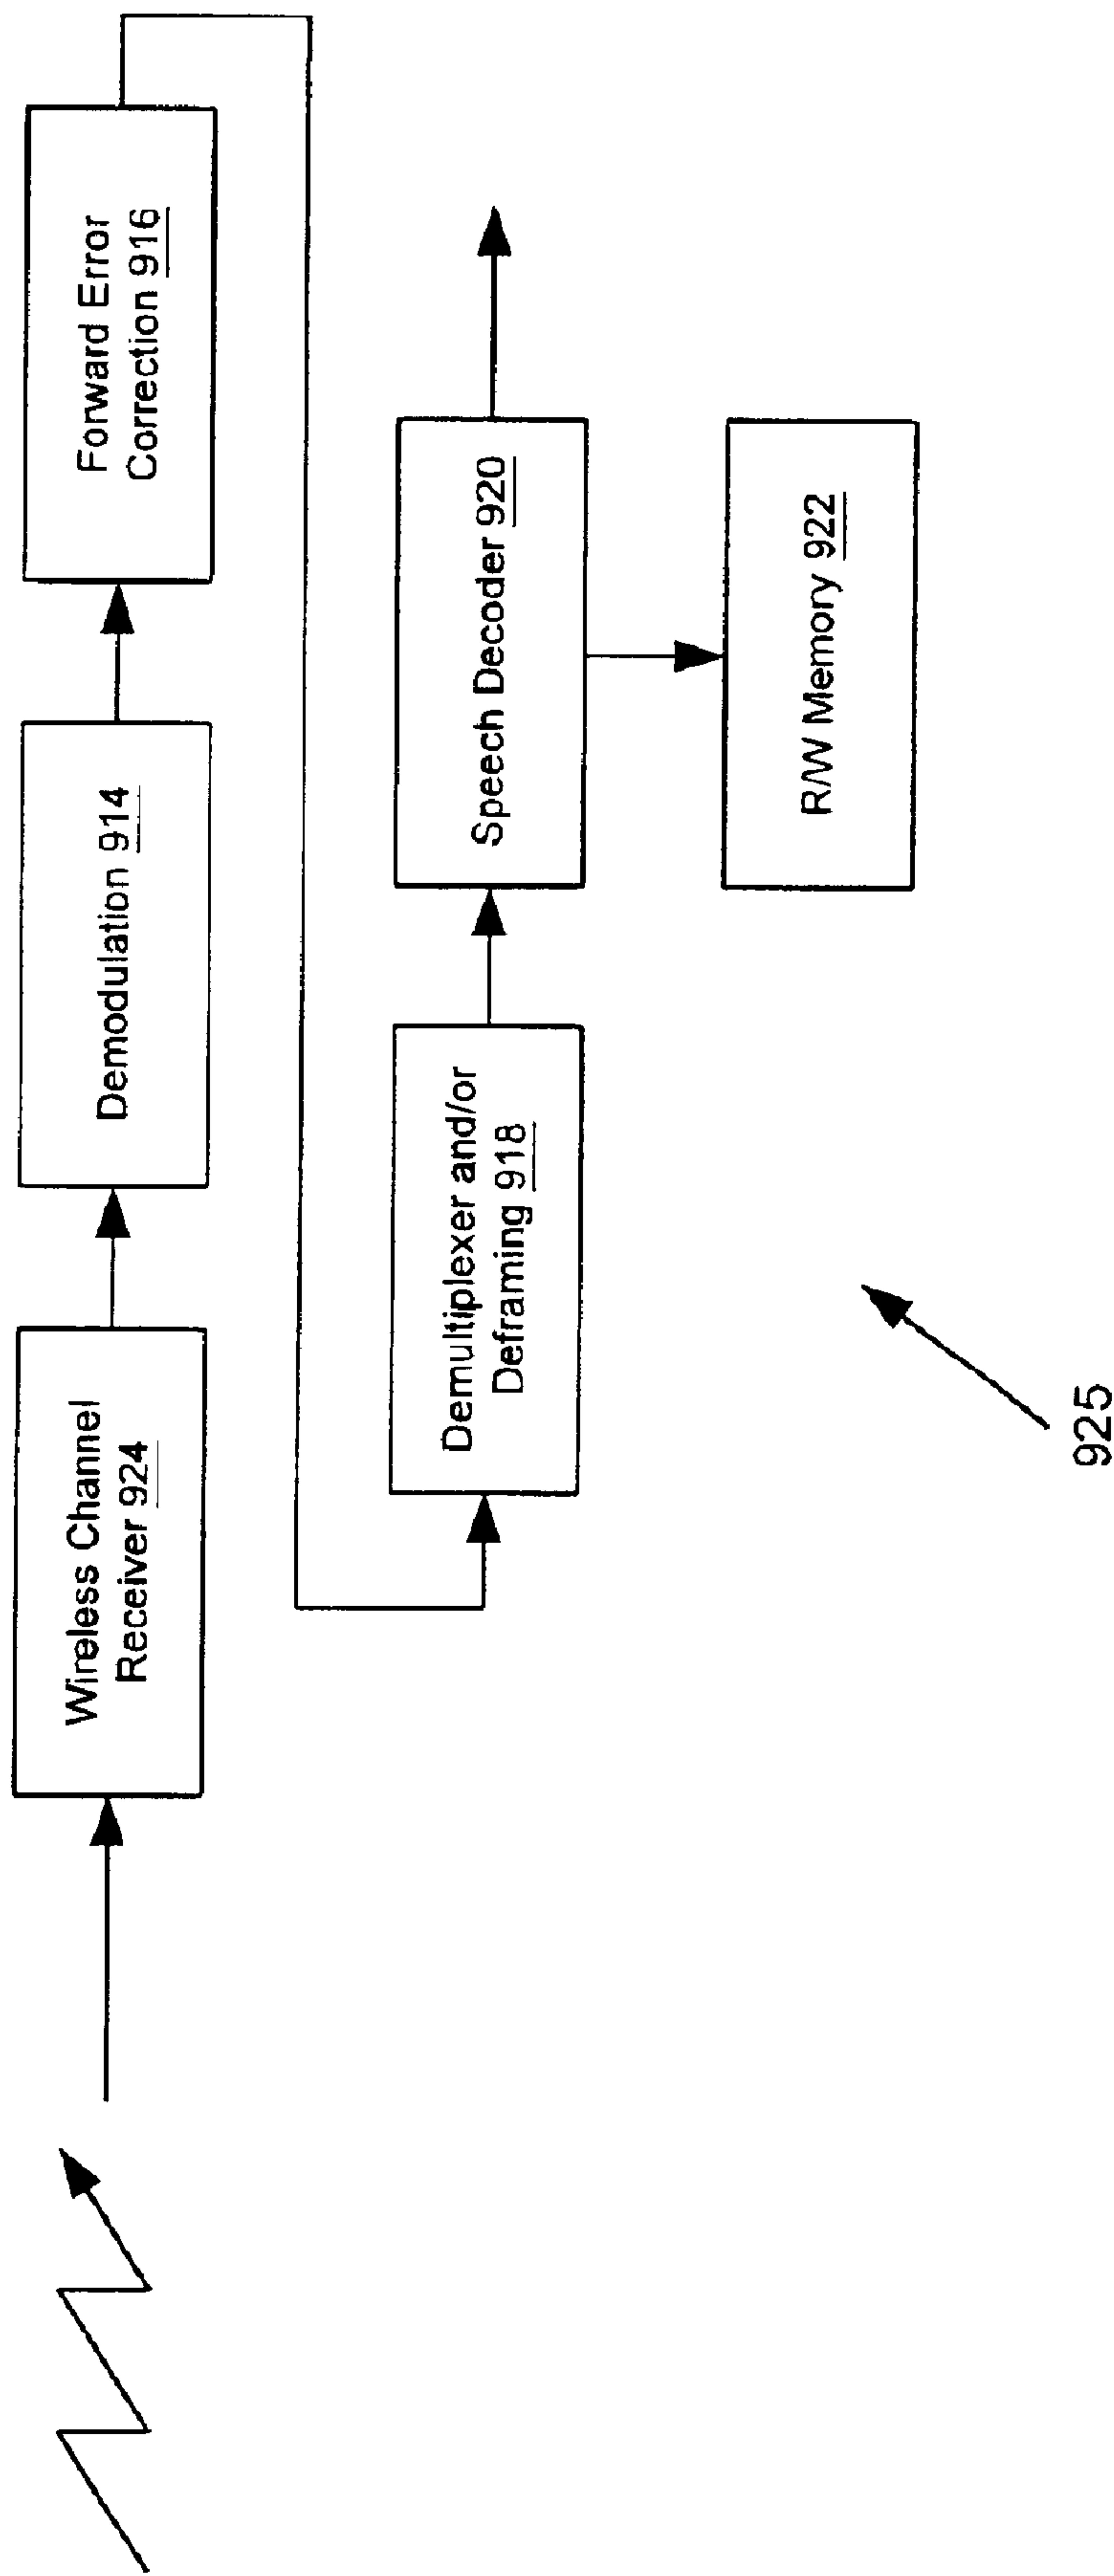 Wireless Channel
Receiver 924
Demodulation 914
Forward Error
Correction 916
Demultiplexer and/or
Deframing 918
Speech Decoder 920
R/W Memory 922
925